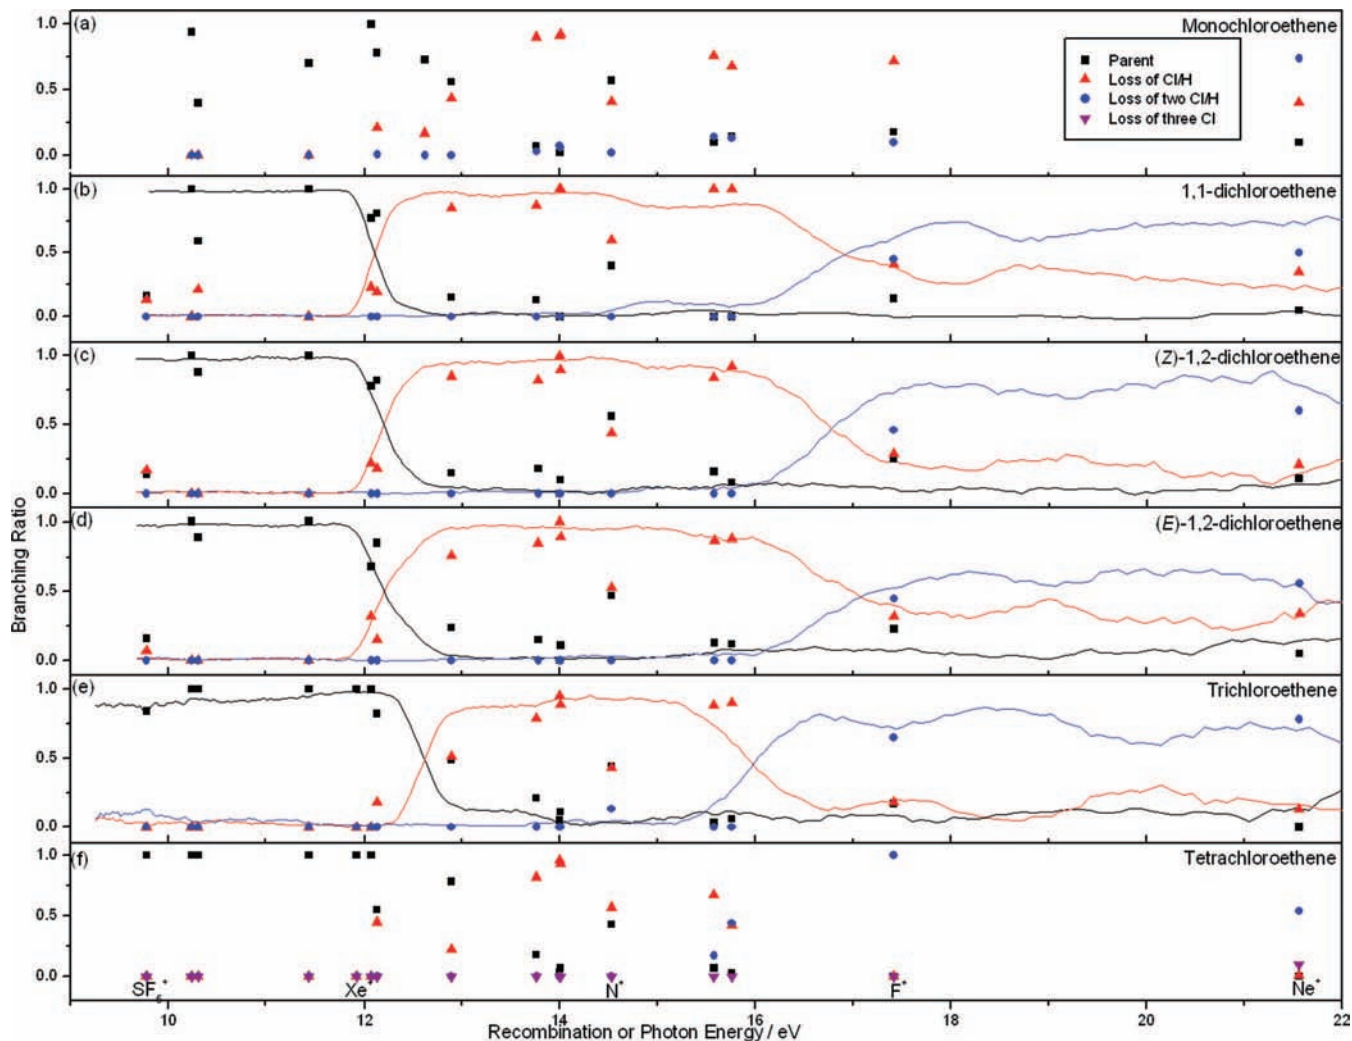 (a)
Monochloroethene
1.0
0.5
0.0
Parent
Loss of Cl/H
Loss of two Cl/H
Loss of three Cl
(b)
1,1-dichloroethene
1.0
0.5
0.0
(c)
(Z)-1,2-dichloroethene
1.0
0.5
0.0
(d)
(E)-1,2-dichloroethene
1.0
0.5
0.0
Branching Ratio
(e)
Trichloroethene
1.0
0.5
0.0
(f)
Tetrachloroethene
1.0
0.5
0.0
SF₅⁺ Xe⁺ N⁺ F⁺ Ne⁺
10 12 14 16 18 20 22
Recombination or Photon Energy / eV